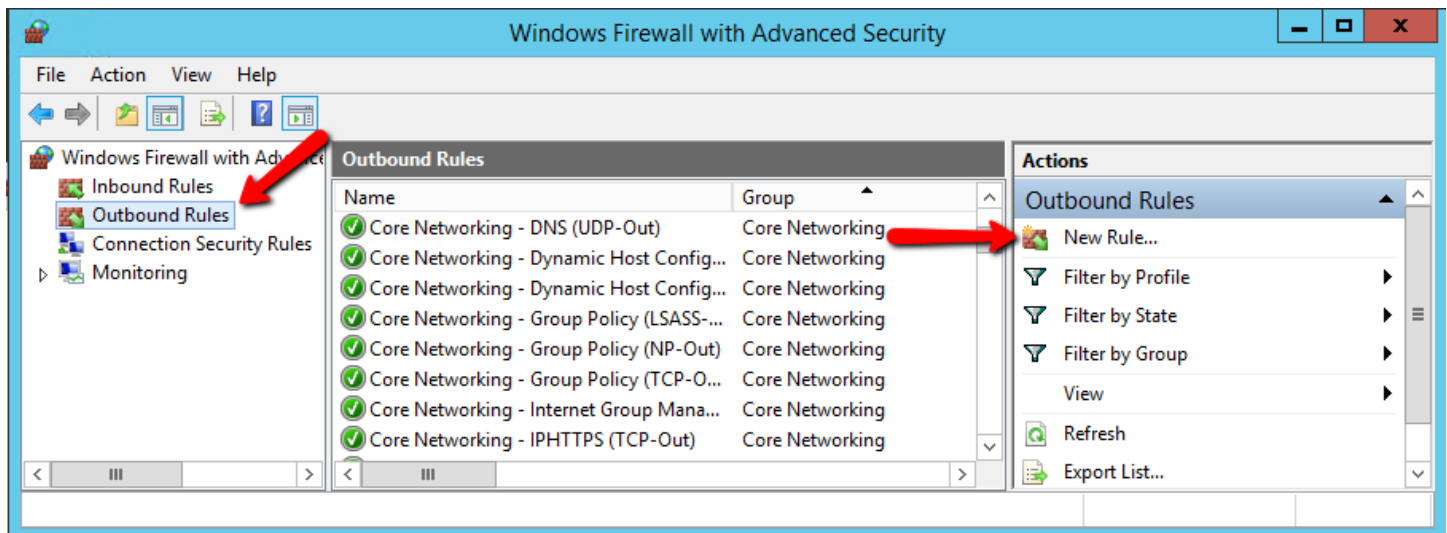 Windows Firewall with Advanced Security
File Action View Help
Windows Firewall with Advance
Inbound Rules
Outbound Rules
Connection Security Rules
Monitoring
Outbound Rules
Name Group
Core Networking - DNS (UDP-Out) Core Networking
Core Networking - Dynamic Host Config... Core Networking
Core Networking - Dynamic Host Config... Core Networking
Core Networking - Group Policy (LSASS-... Core Networking
Core Networking - Group Policy (NP-Out) Core Networking
Core Networking - Group Policy (TCP-O... Core Networking
Core Networking - Internet Group Mana... Core Networking
Core Networking - IPHTTPS (TCP-Out) Core Networking
Actions
Outbound Rules
New Rule...
Filter by Profile
Filter by State
Filter by Group
View
Refresh
Export List...